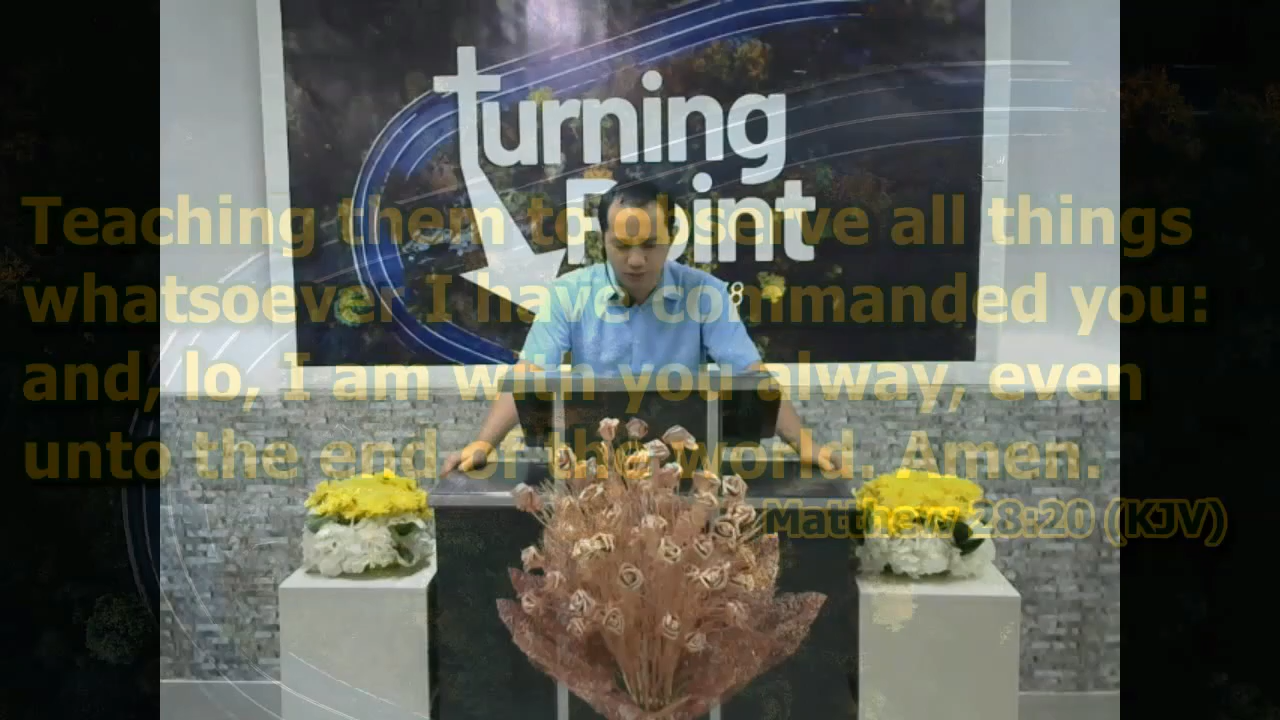 turning
Point
8
Teaching them to observe all things
whatsoever I have commanded you:
and, lo, I am with you alway, even
unto the end of the world. Amen.
Matthew 28:20 (KJV)